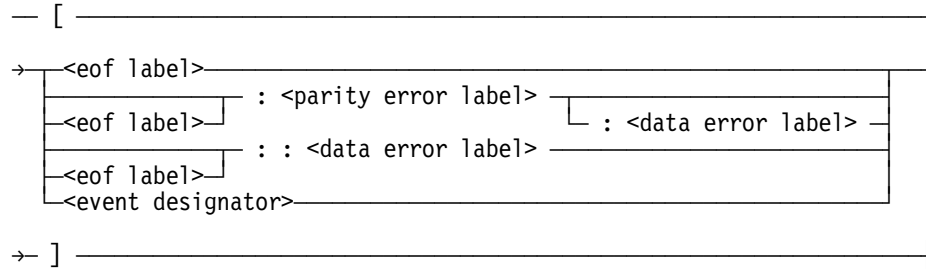 [
<eof label>
: <parity error label>
<eof label> : <data error label>
: : <data error label>
<eof label>
<event designator>
]